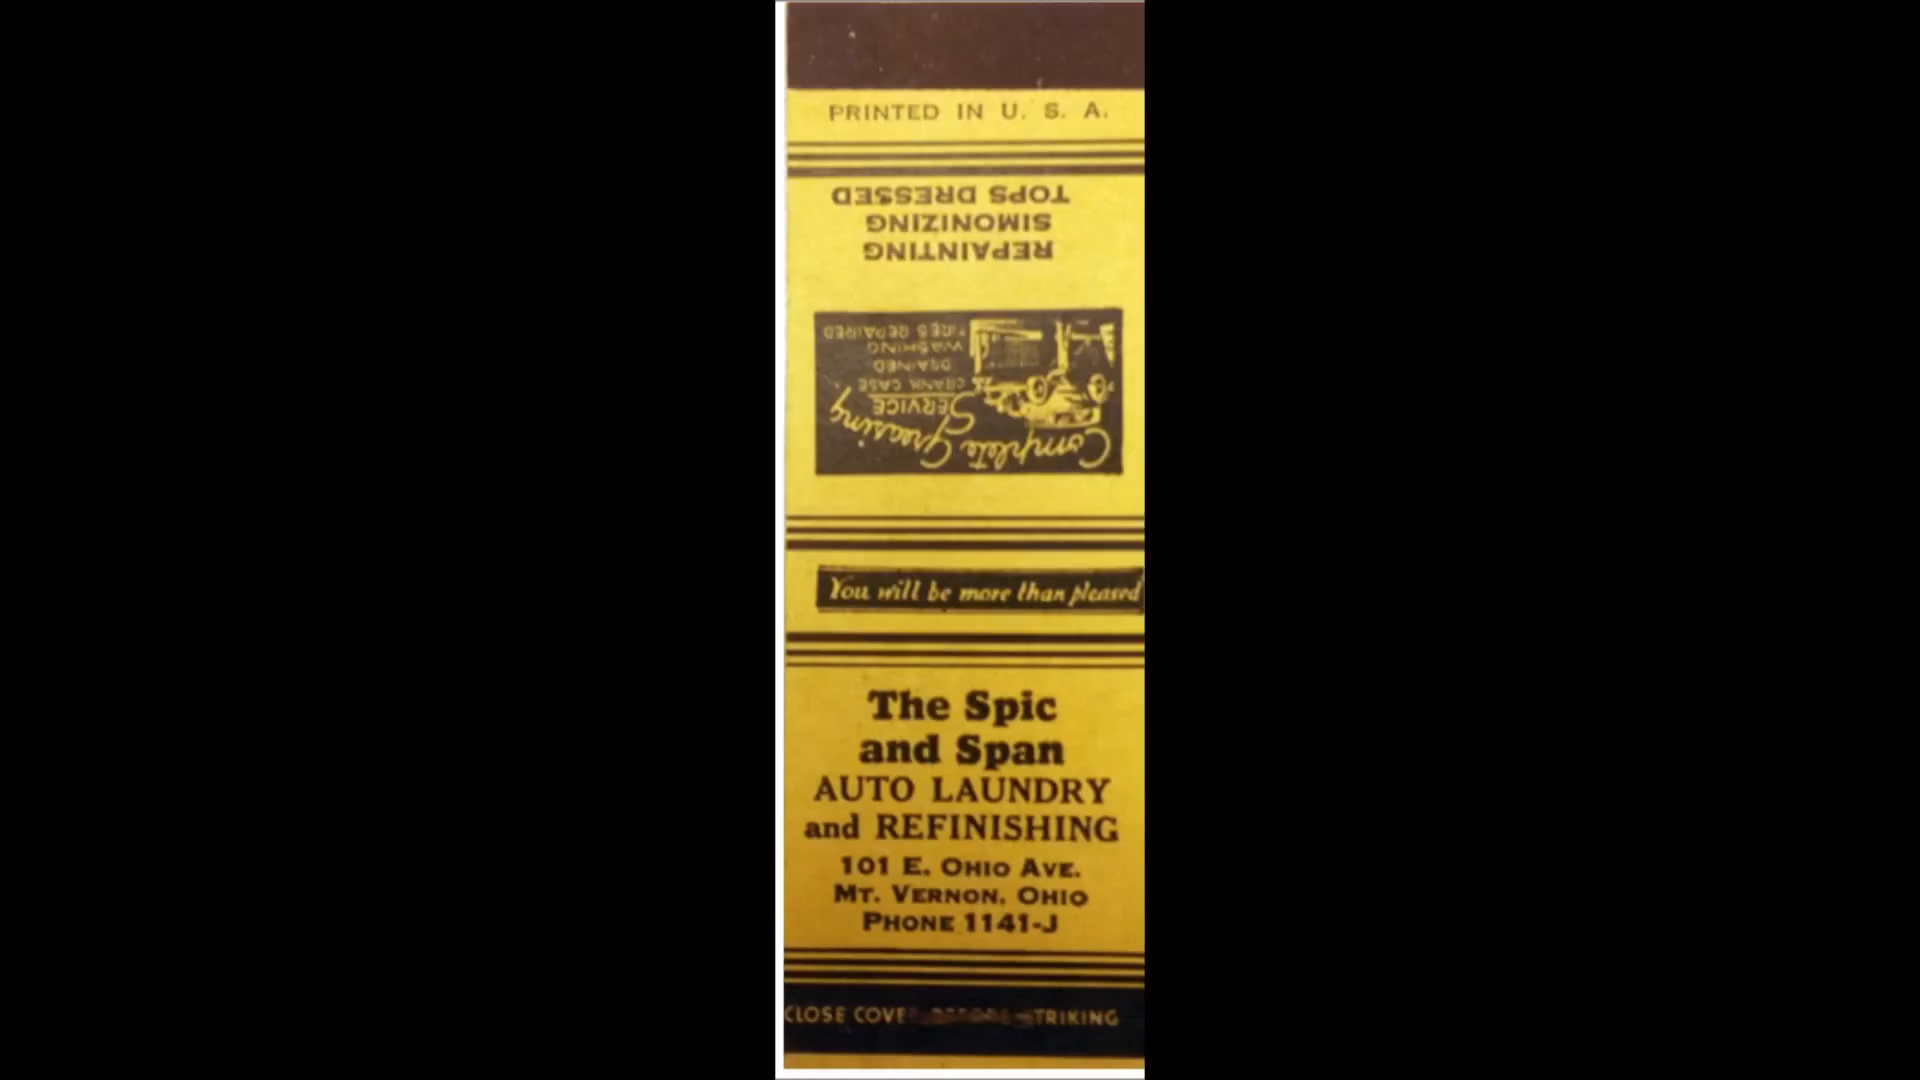 PRINTED IN U. S. A.
REPAINTING
SIMONIZING
TOPS DRESSED
Complete Greasing
SERVICE
CRANK CASE
DRAINED
WASHING
TIRES REPAIRED
You will be more than pleased
The Spic
and Span
AUTO LAUNDRY
and REFINISHING
101 E. OHIO AVE.
MT. VERNON, OHIO
PHONE 1141-J
CLOSE COVER BEFORE STRIKING